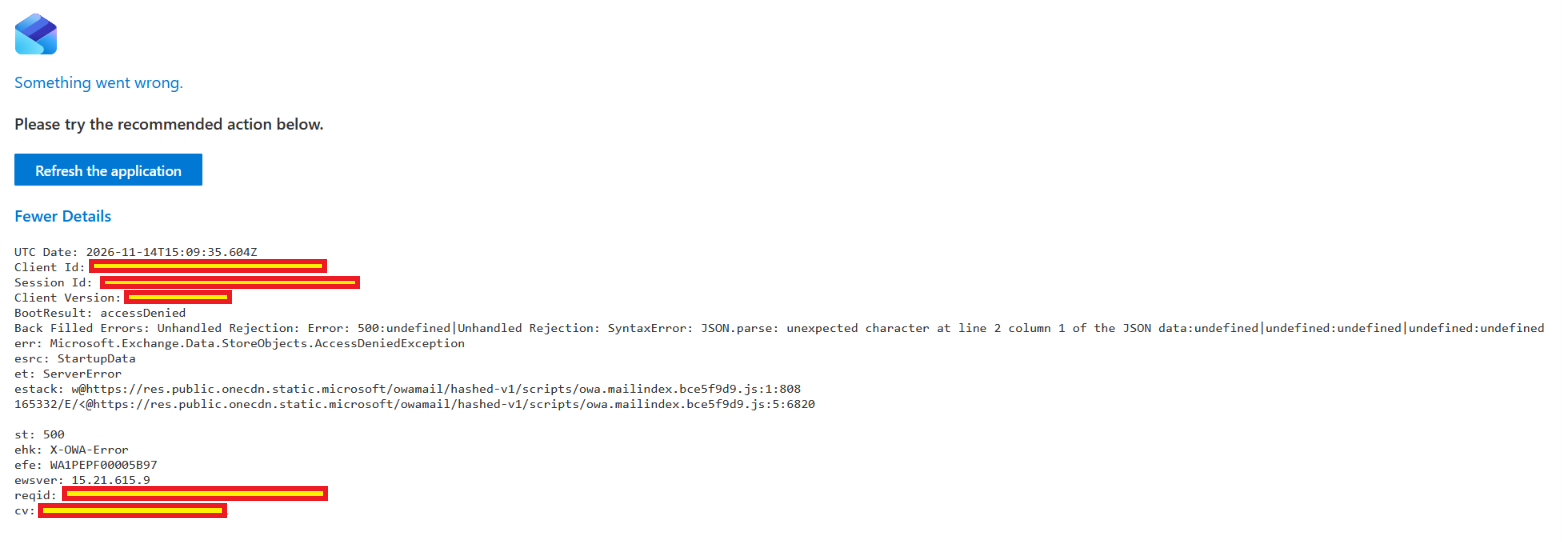 Something went wrong.
Please try the recommended action below.
Refresh the application
Fewer Details
UTC Date: 2026-11-14T15:09:35.604Z
Client Id:
Session Id:
Client Version:
BootResult: accessDenied
Back Filled Errors: Unhandled Rejection: Error: 500:undefined|Unhandled Rejection: SyntaxError: JSON.parse: unexpected character at line 2 column 1 of the JSON data:undefined|undefined:undefined|undefined:undefined
err: Microsoft.Exchange.Data.StoreObjects.AccessDeniedException
esrc: StartupData
et: ServerError
estack: w@https://res.public.onecdn.static.microsoft/owamail/hashed-v1/scripts/owa.mailindex.bce5f9d9.js:1:808
165332/E/<@https://res.public.onecdn.static.microsoft/owamail/hashed-v1/scripts/owa.mailindex.bce5f9d9.js:5:6820
st: 500
ehk: X-OWA-Error
efe: WA1PEPF00005B97
ewsver: 15.21.615.9
reqid:
cv: